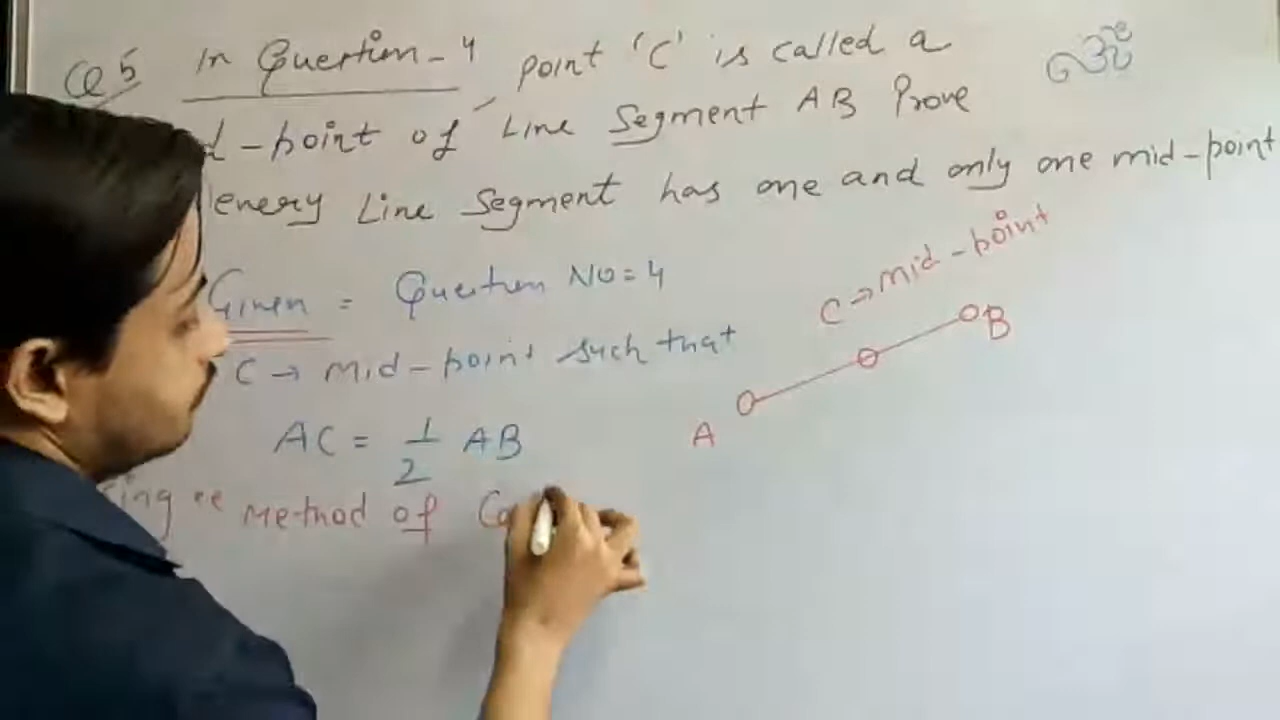 Q 5 In Question-4, point 'C' is called a
d-point of Line Segment AB Prove
every Line Segment has one and only one mid-point
Given = Question No=4
C → mid-point such that
AC = 1/2 AB
ing " Method of
C → mid-point
A
B
ॐ